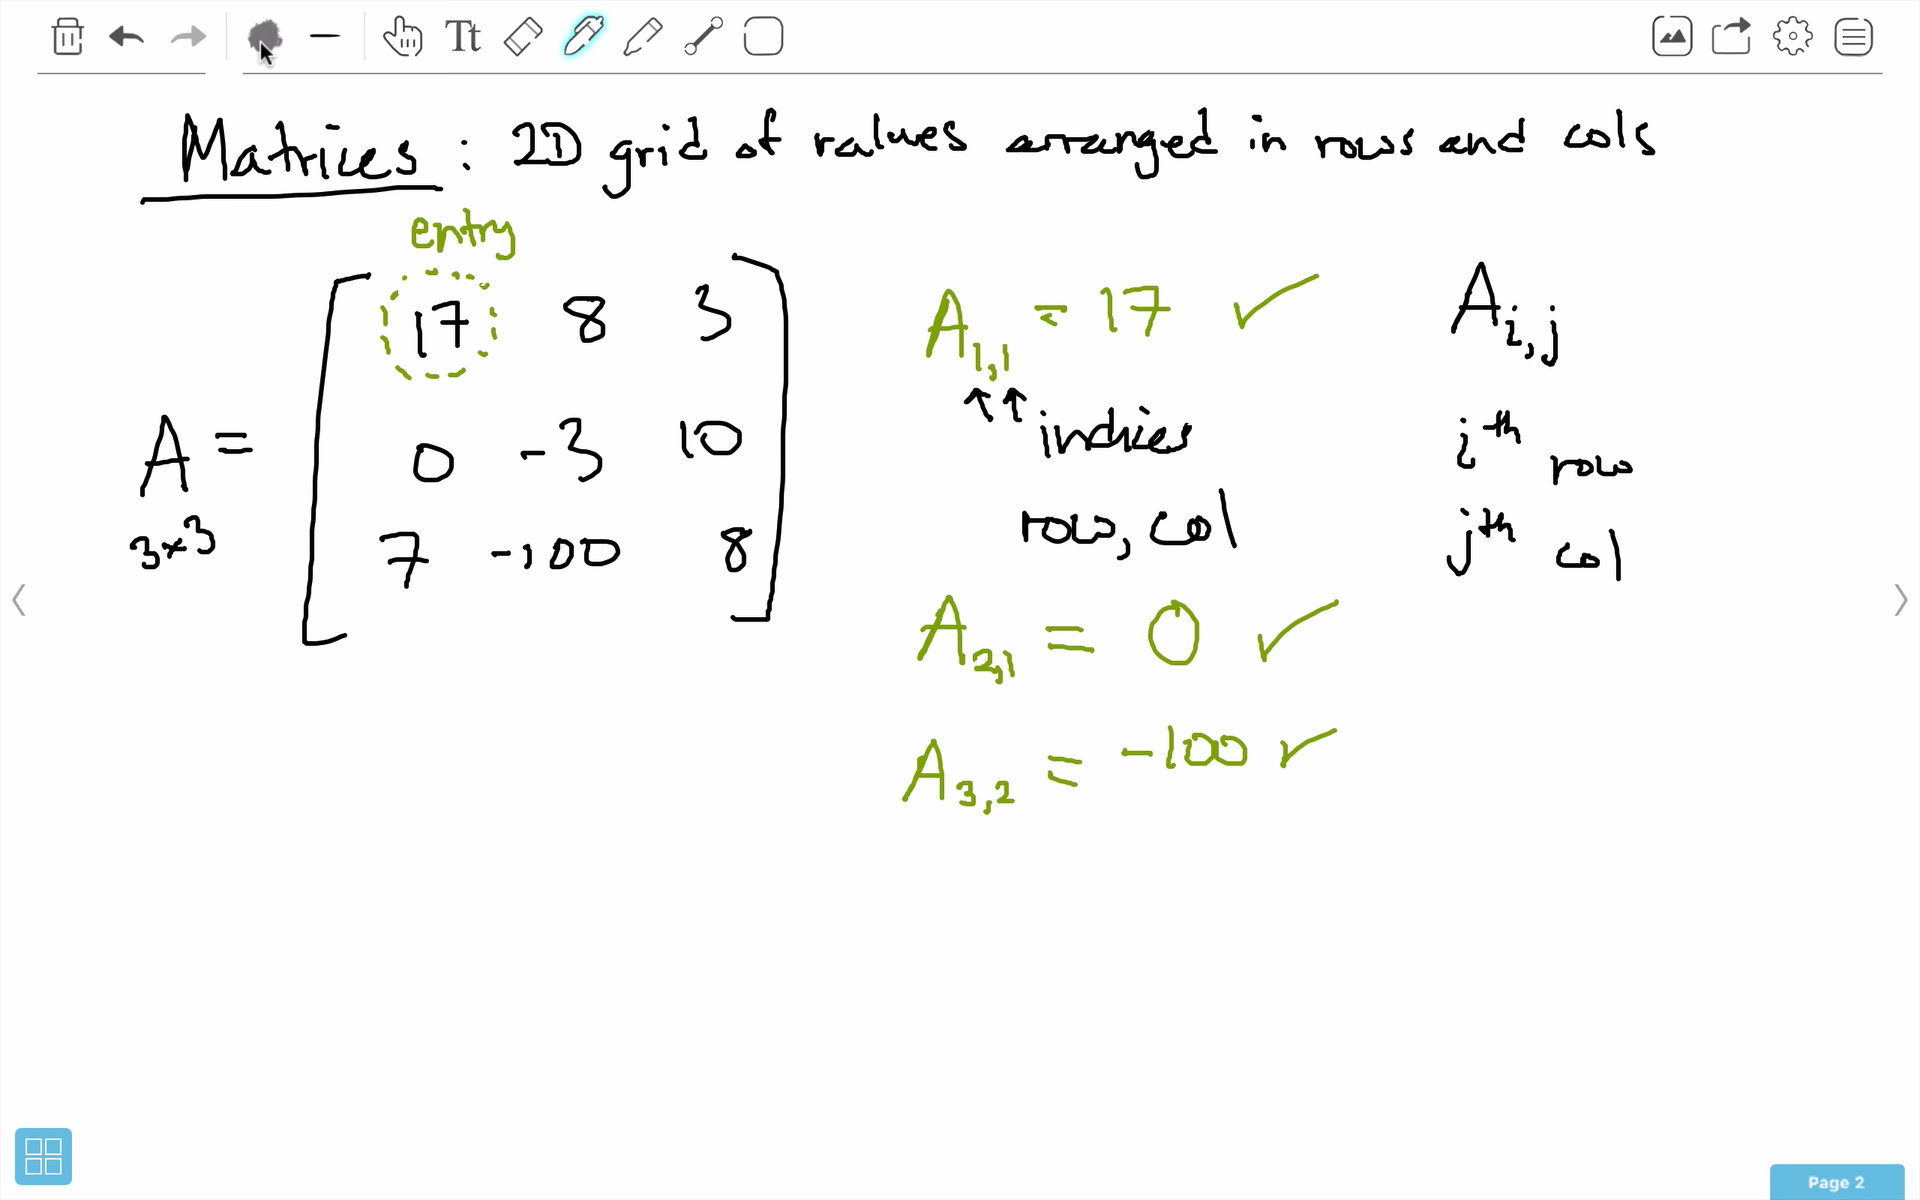 Tt
Matrices : 2D grid of values arranged in rows and cols
entry
A = [ 17 8 3
0 -3 10
7 -100 8 ]
3×3
A1,1 = 17 ✓
↑↑ indices
row, col
A2,1 = 0 ✓
A3,2 = -100 ✓
Ai,j
ith row
jth col
Page 2